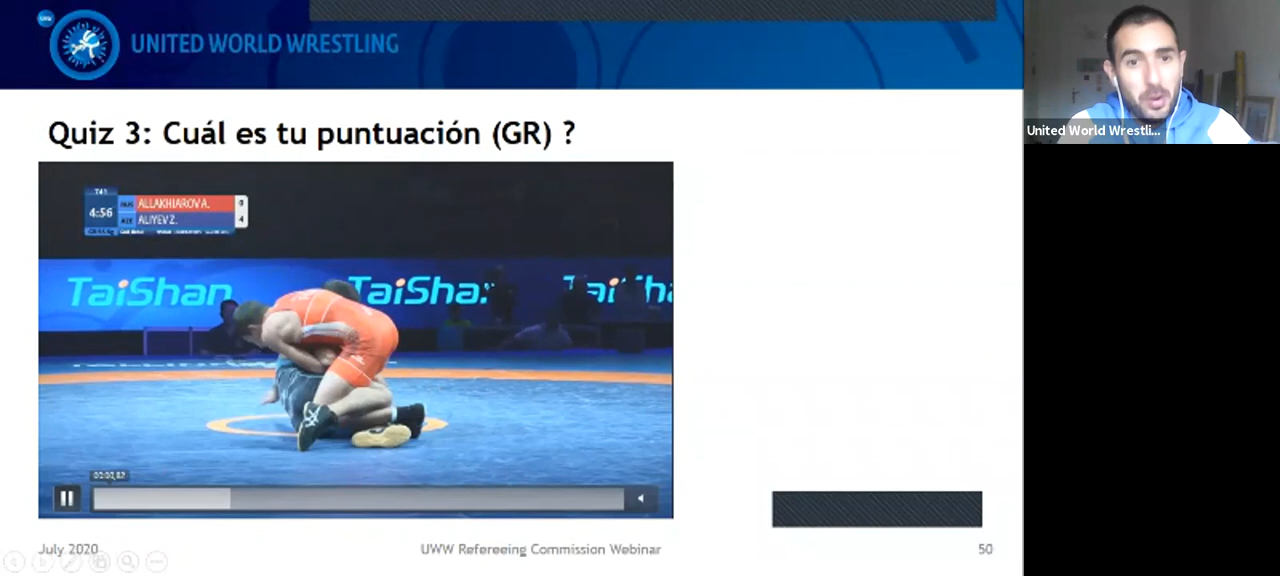 UNITED WORLD WRESTLING
Quiz 3: Cuál es tu puntuación (GR) ?
4:56
ALLAKHIAROV A. 0
ALIYEV Z. 4
TaiShan
TaiShan
United World Wrestli...
July 2020
UWW Refereeing Commission Webinar
50